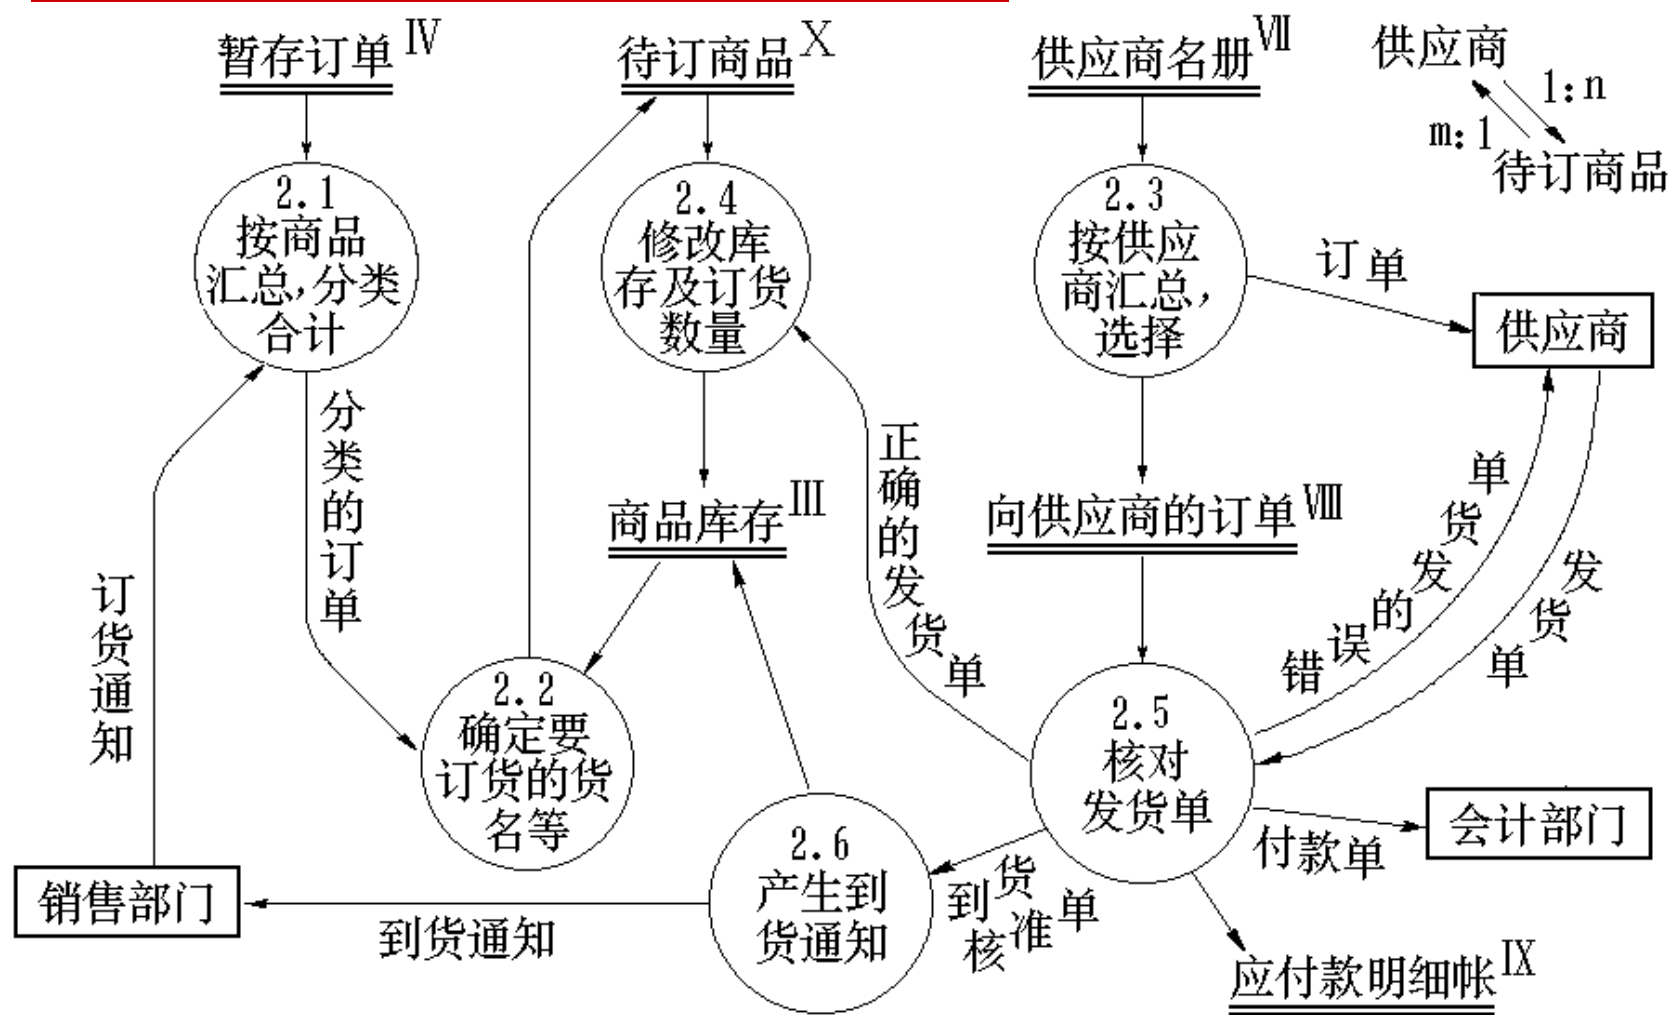 暂存订单 Ⅳ
待订商品 Ⅹ
供应商名册 Ⅶ
供应商
1:n
m:1
待订商品
2.1
按商品
汇总,分类
合计
2.4
修改库
存及订货
数量
2.3
按供应
商汇总,
选择
订单
供应商
分类的订单
正确的发货单
商品库存 Ⅲ
向供应商的订单 Ⅷ
错误的发货单
发货单
订货通知
2.2
确定要
订货的货
名等
2.5
核对
发货单
2.6
产生到
货通知
会计部门
付款单
到货核准单
销售部门
到货通知
应付款明细帐 Ⅸ